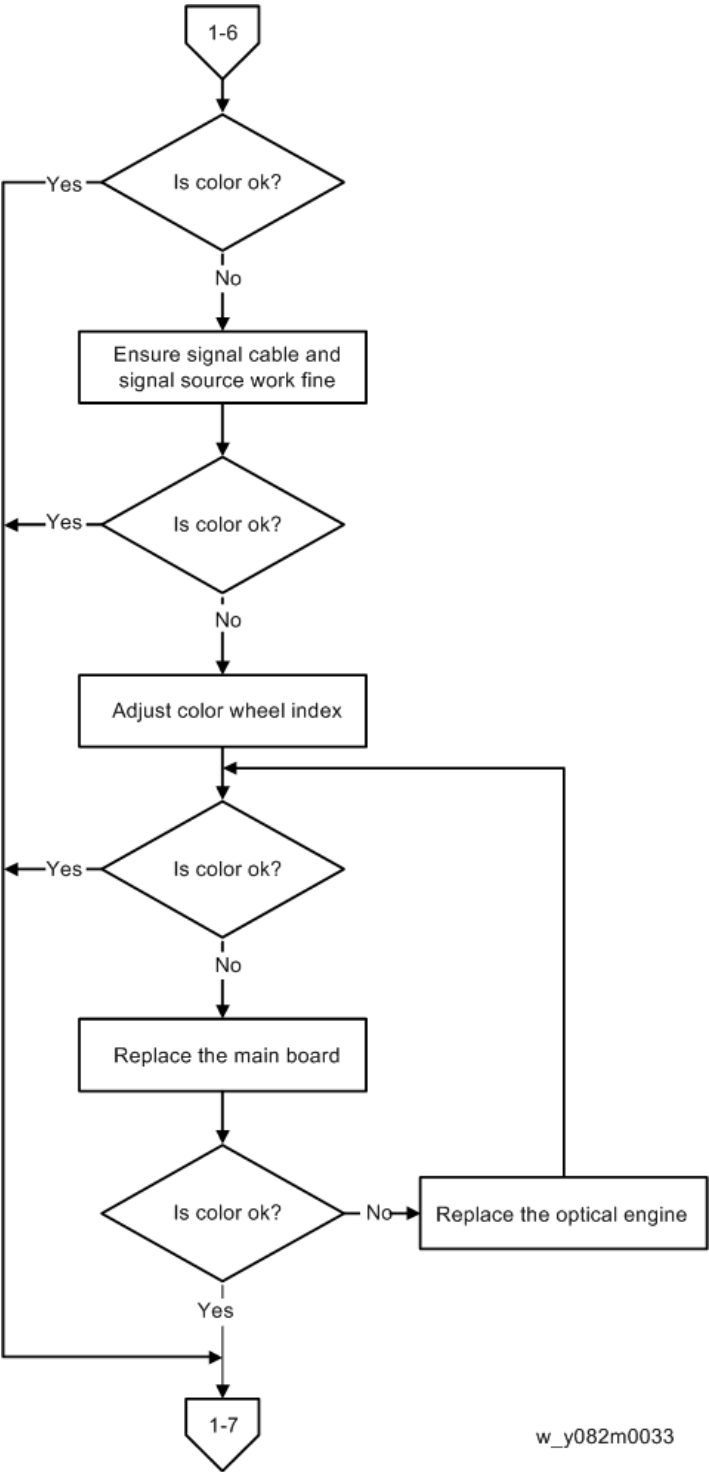 1-6
Is color ok?
Yes
No
Ensure signal cable and
signal source work fine
Is color ok?
Yes
No
Adjust color wheel index
Is color ok?
Yes
No
Replace the main board
Is color ok?
No
Replace the optical engine
Yes
1-7
w_y082m0033